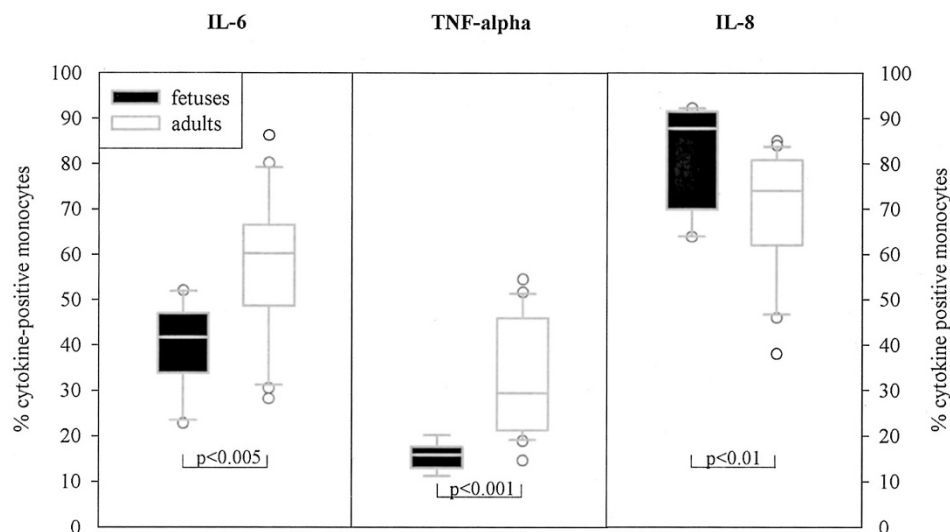 IL-6
TNF-alpha
IL-8
% cytokine-positive monocytes
100
90
80
70
60
50
40
30
20
10
0
fetuses
adults
p<0.005
p<0.001
p<0.01
100
90
80
70
60
50
40
30
20
10
0
% cytokine positive monocytes